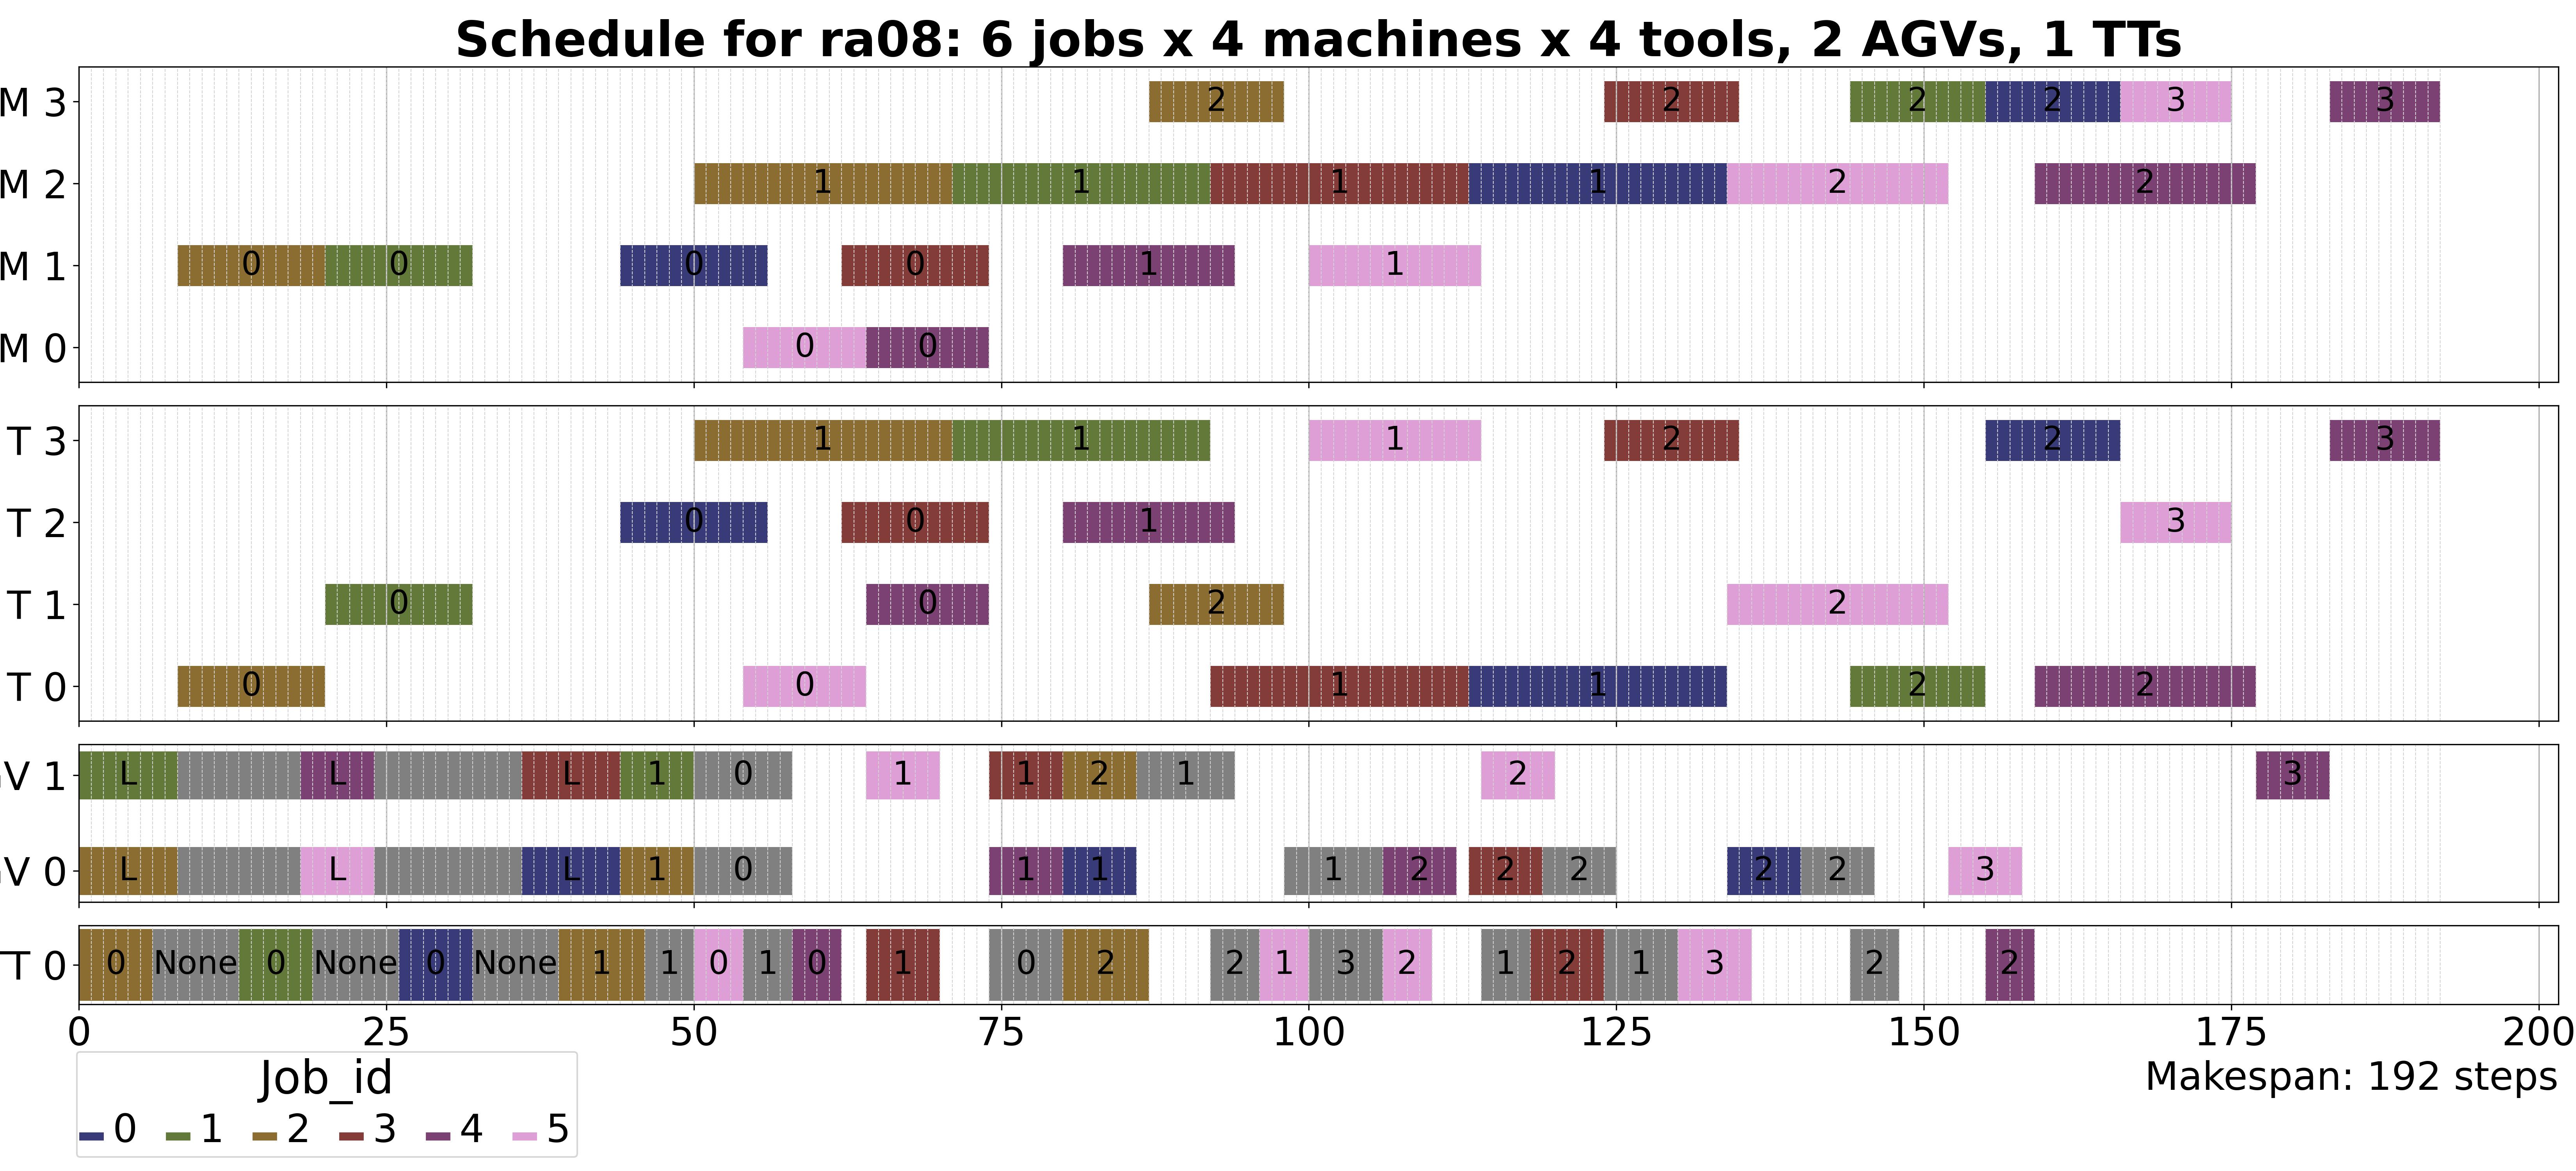 Schedule for ra08: 6 jobs x 4 machines x 4 tools, 2 AGVs, 1 TTs
M 3 2 2 2 2 3 3
M 2 1 1 1 1 2 2
M 1 0 0 0 0 1 1
M 0 0 0
T 3 1 1 1 2 2 3
T 2 0 0 1 3
T 1 0 0 2 2
T 0 0 0 1 1 2 2
GV 1 L L L 1 0 1 1 2 1 2 3
GV 0 L L L 1 0 1 1 1 2 2 2 2 2 3
T 0 0 None 0 None 0 None 1 1 0 1 0 1 0 2 2 1 3 2 1 2 1 3 2 2
0 25 50 75 100 125 150 175 200
Job_id
Makespan: 192 steps
0 1 2 3 4 5